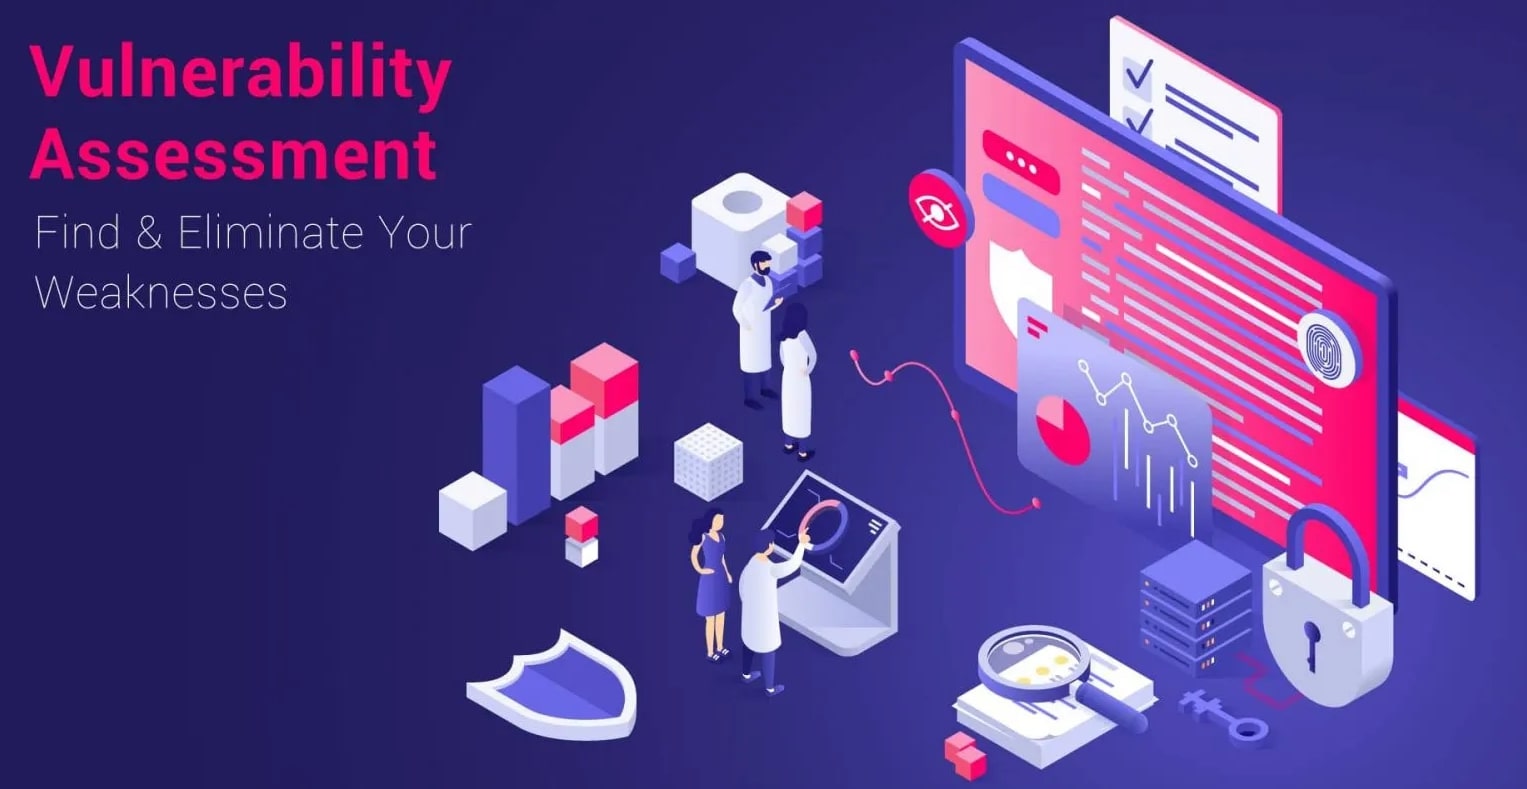 Vulnerability
Assessment
Find & Eliminate Your
Weaknesses